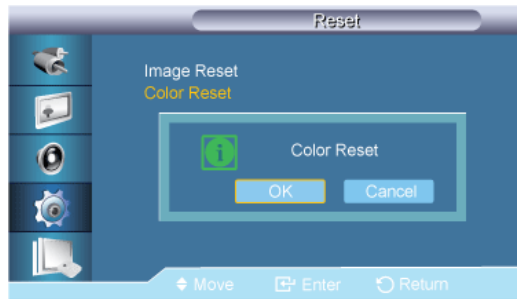 Reset
Image Reset
Color Reset
Color Reset
OK Cancel
Move Enter Return